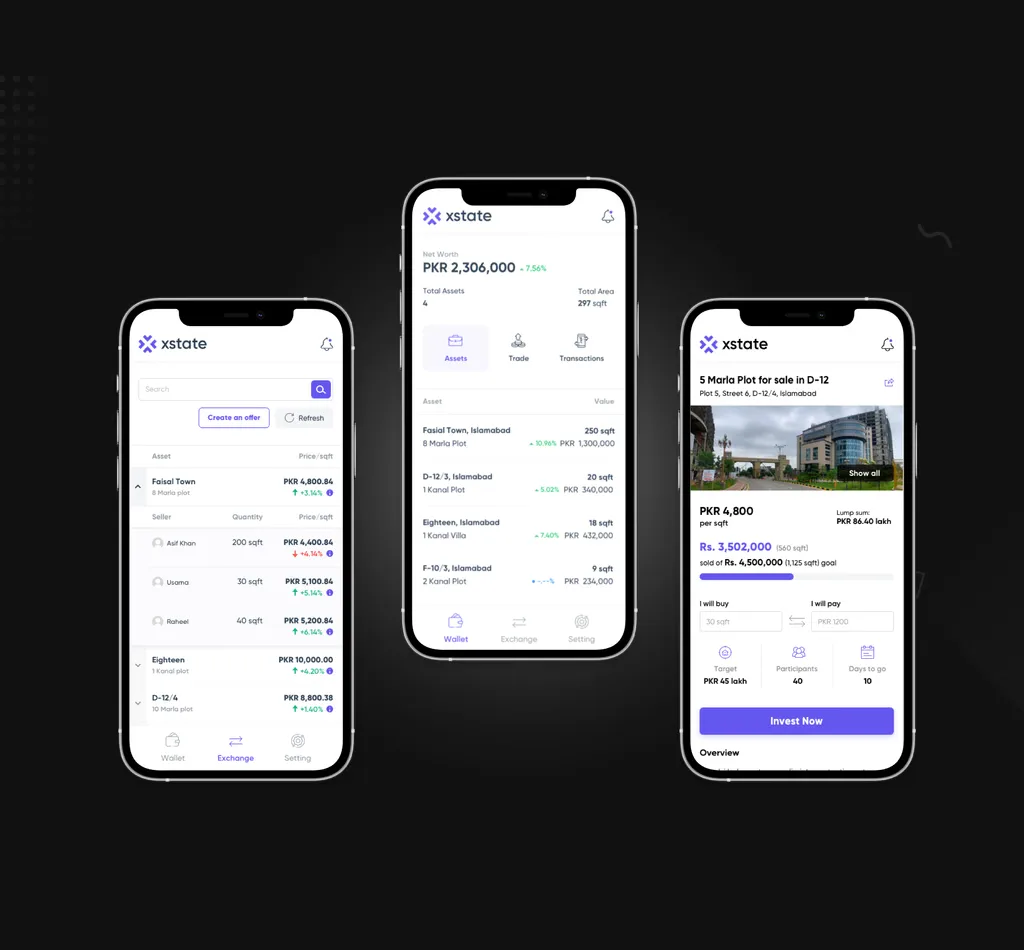 xstate
Search
Create an offer
Refresh
Asset Price/sqft
Faisal Town PKR 4,800.84
8 Marla plot +3.14%
Seller Quantity Price/sqft
Asif Khan 200 sqft PKR 4,400.84
+4.14%
Usama 30 sqft PKR 5,100.84
+5.14%
Raheel 40 sqft PKR 5,200.84
+6.14%
Eighteen PKR 10,000.00
1 Kanal plot +4.20%
D-12/4 PKR 8,800.38
10 Marla plot +1.40%
Wallet Exchange Setting
xstate
Net Worth
PKR 2,306,000 7.56%
Total Assets Total Area
4 297 sqft
Assets Trade Transactions
Asset Value
Fasial Town, Islamabad 250 sqft
8 Marla Plot 10.96% PKR 1,300,000
D-12/3, Islamabad 20 sqft
1 Kanal Plot 5.02% PKR 340,000
Eighteen, Islamabad 18 sqft
1 Kanal Villa 7.40% PKR 432,000
F-10/3, Islamabad 9 sqft
2 Kanal Plot -.--% PKR 234,000
Wallet Exchange Setting
xstate
5 Marla Plot for sale in D-12
Plot 5, Street 6, D-12/4, Islamabad
Show all
PKR 4,800 Lump sum:
per sqft PKR 86.40 lakh
Rs. 3,502,000 (560 sqft)
sold of Rs. 4,500,000 (1,125 sqft) goal
I will buy I will pay
30 sqft PKR 1200
Target Participants Days to go
PKR 45 lakh 40 10
Invest Now
Overview